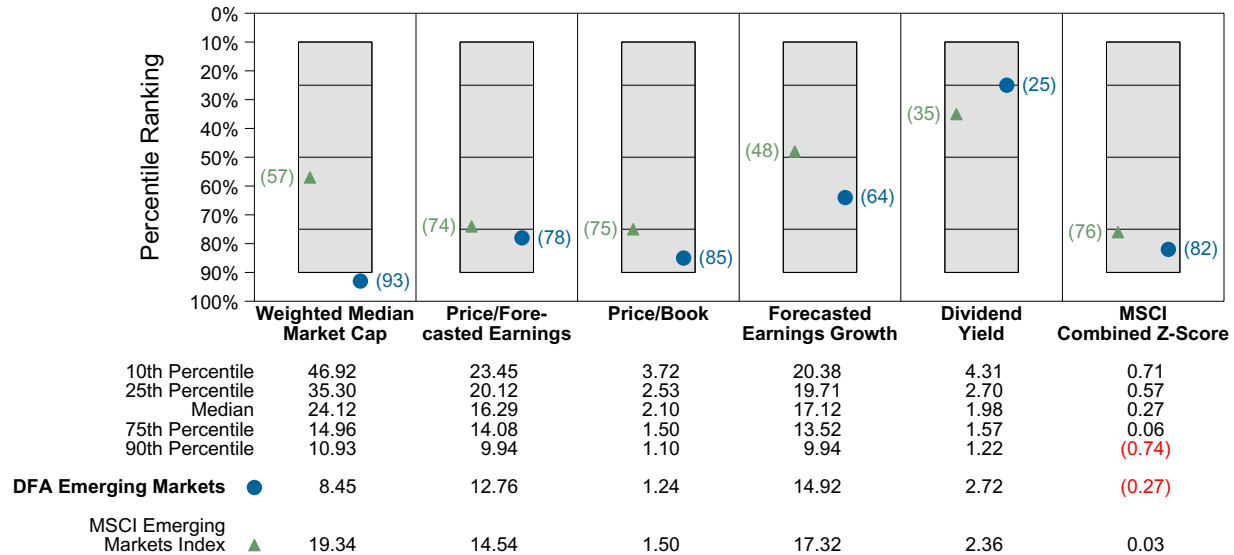 0%
10%
20%
30%
40%
50%
60%
70%
80%
90%
100%
Percentile Ranking
(57)
(93)
(74)
(78)
(75)
(85)
(48)
(64)
(35)
(25)
(76)
(82)
Weighted Median
Market Cap
Price/Fore-
casted Earnings
Price/Book
Forecasted
Earnings Growth
Dividend
Yield
MSCI
Combined Z-Score
10th Percentile 46.92 23.45 3.72 20.38 4.31 0.71
25th Percentile 35.30 20.12 2.53 19.71 2.70 0.57
Median 24.12 16.29 2.10 17.12 1.98 0.27
75th Percentile 14.96 14.08 1.50 13.52 1.57 0.06
90th Percentile 10.93 9.94 1.10 9.94 1.22 (0.74)
DFA Emerging Markets 8.45 12.76 1.24 14.92 2.72 (0.27)
MSCI Emerging
Markets Index 19.34 14.54 1.50 17.32 2.36 0.03